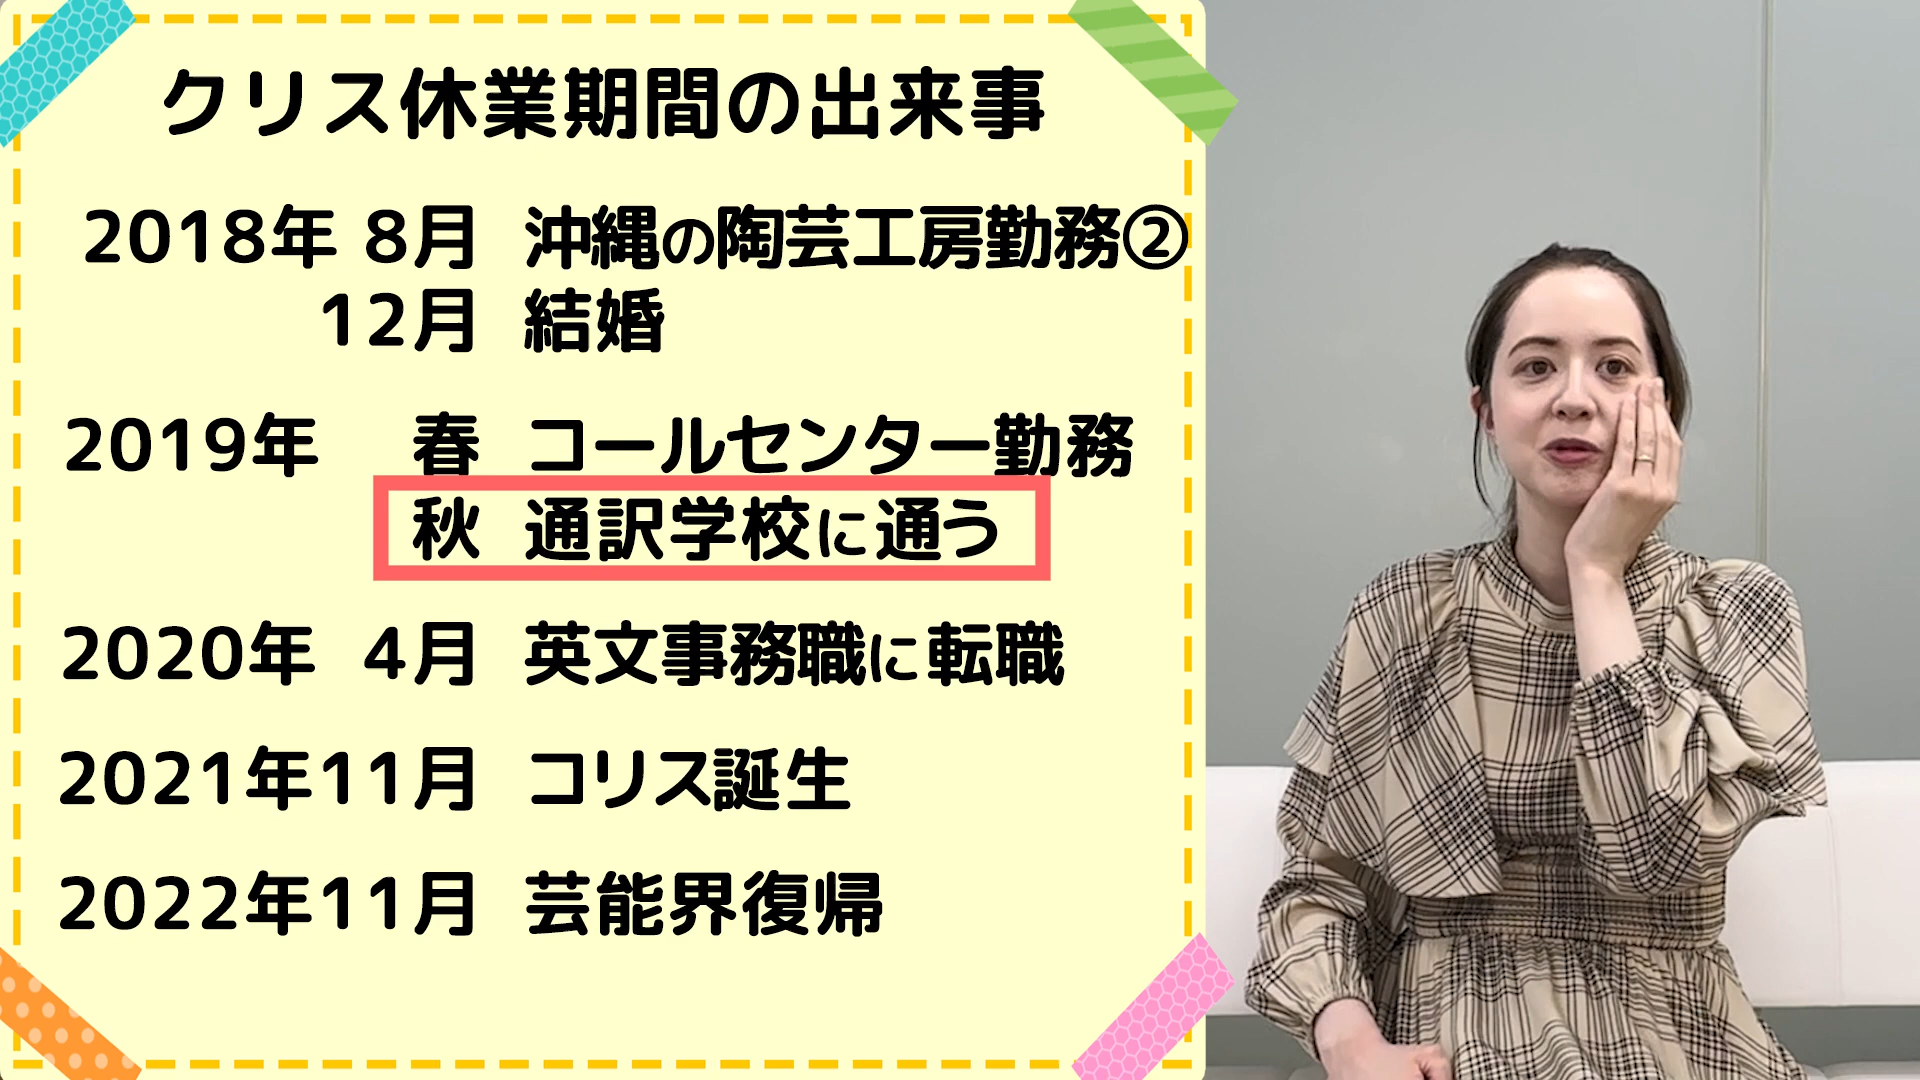 クリス休業期間の出来事
2018年 8月 沖縄の陶芸工房勤務②
12月 結婚
2019年 春 コールセンター勤務
秋 通訳学校に通う
2020年 4月 英文事務職に転職
2021年11月 コリス誕生
2022年11月 芸能界復帰